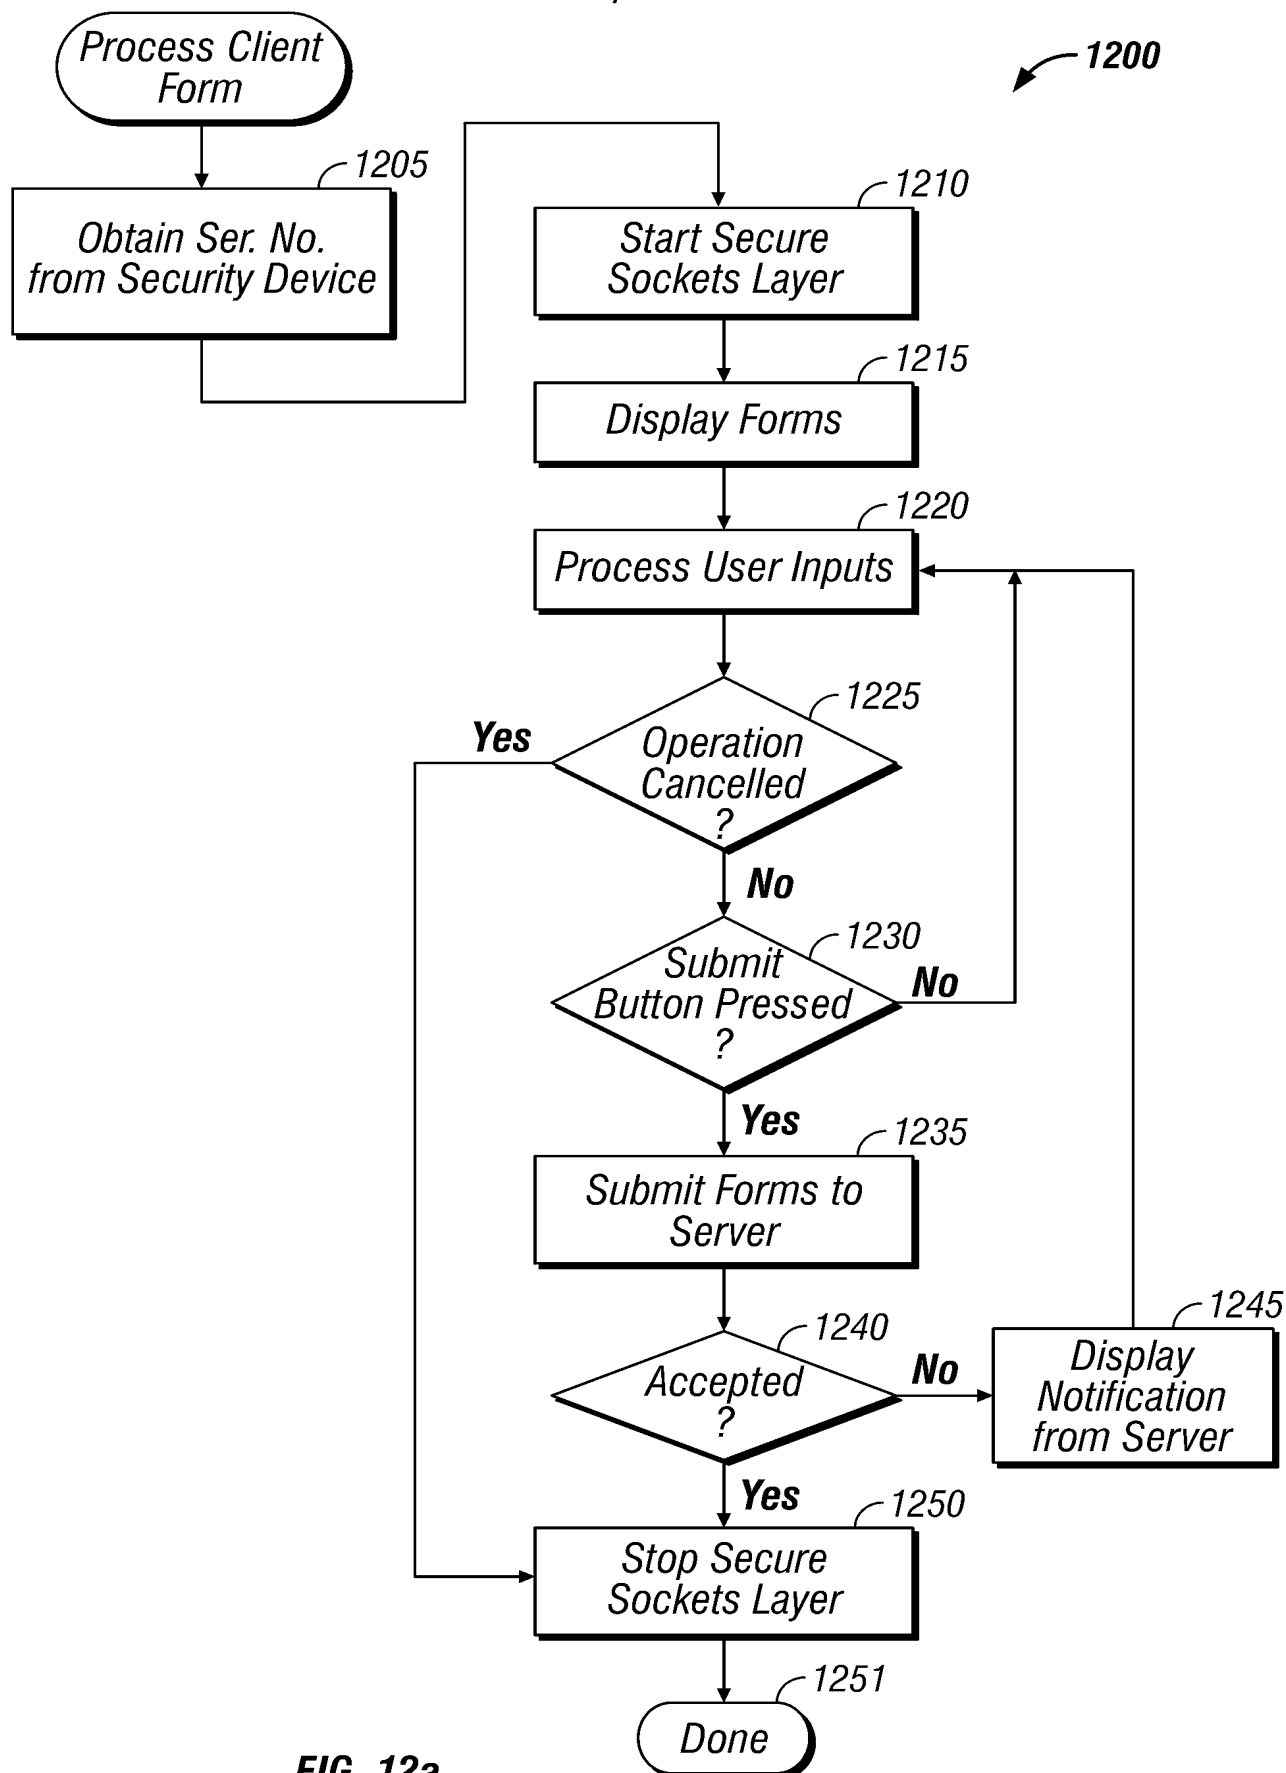 Process Client
Form
1200
1205
Obtain Ser. No.
from Security Device
1210
Start Secure
Sockets Layer
1215
Display Forms
1220
Process User Inputs
1225
Yes
Operation
Cancelled
?
No
1230
Submit
Button Pressed
?
No
Yes
1235
Submit Forms to
Server
1240
Accepted
?
No
1245
Display
Notification
from Server
Yes
1250
Stop Secure
Sockets Layer
1251
Done
FIG. 12a